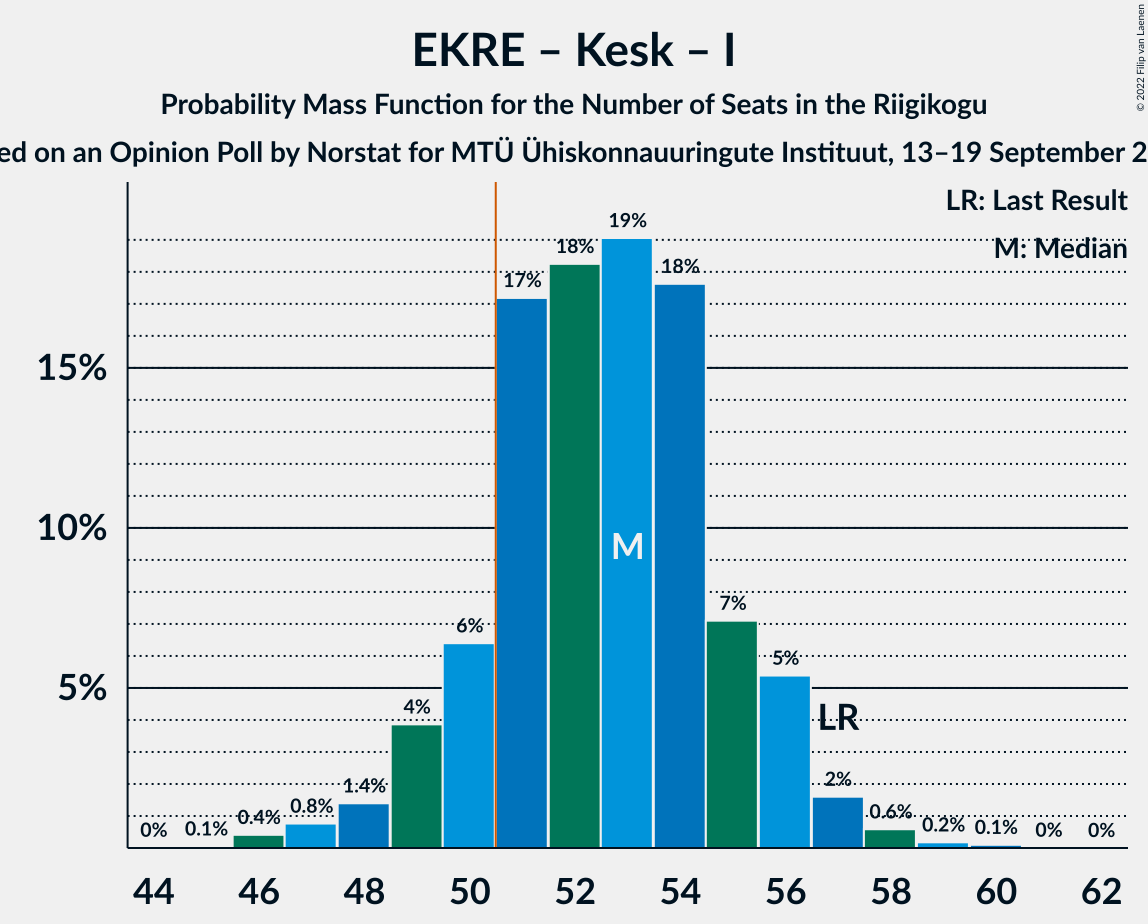 EKRE – Kesk – I
Probability Mass Function for the Number of Seats in the Riigikogu
ed on an Opinion Poll by Norstat for MTÜ Ühiskonnauuringute Instituut, 13–19 September 2
© 2022 Filip van Laenen
LR: Last Result
M: Median
19%
18%
18%
17%
15%
10%
M
7%
6%
5%
5%
4%
LR
1.4%
2%
0.8%
0.4%
0.6%
0%
0.1%
0.2%
0.1%
0%
0%
44 46 48 50 52 54 56 58 60 62